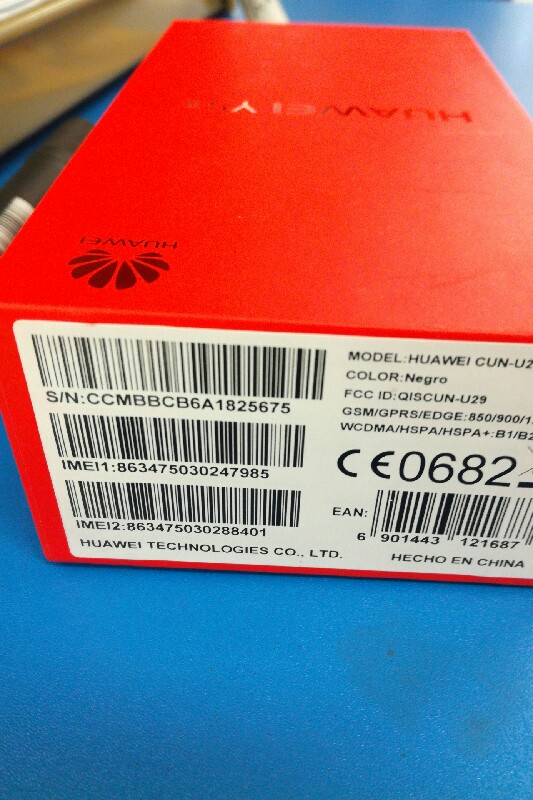 HUAWEI Y
HUAWEI
S/N:CCMBBCB6A1825675
IMEI1:863475030247985
IMEI2:863475030288401
HUAWEI TECHNOLOGIES CO., LTD.
MODEL:HUAWEI CUN-U2
COLOR:Negro
FCC ID:QISCUN-U29
GSM/GPRS/EDGE:850/900/1
WCDMA/HSPA/HSPA+:B1/B2
CE0682
EAN:
6 901443 121687
HECHO EN CHINA